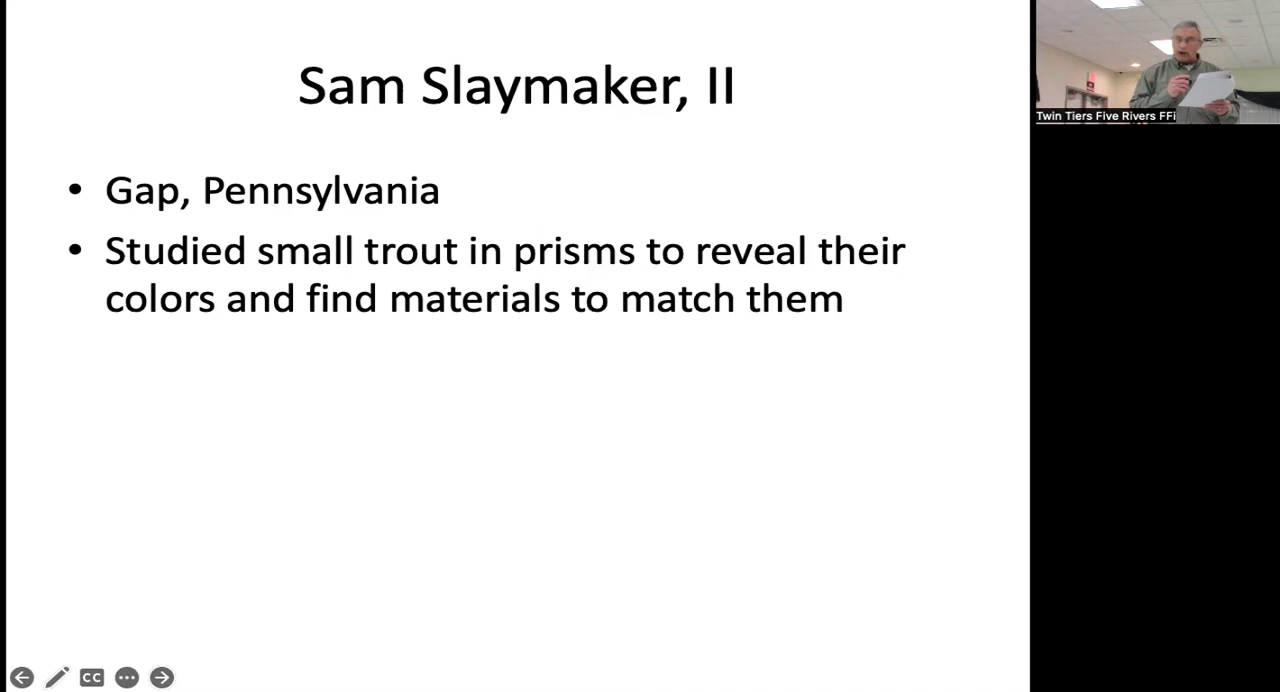 Sam Slaymaker, II
• Gap, Pennsylvania
• Studied small trout in prisms to reveal their
colors and find materials to match them
Twin Tiers Five Rivers FFi
CC